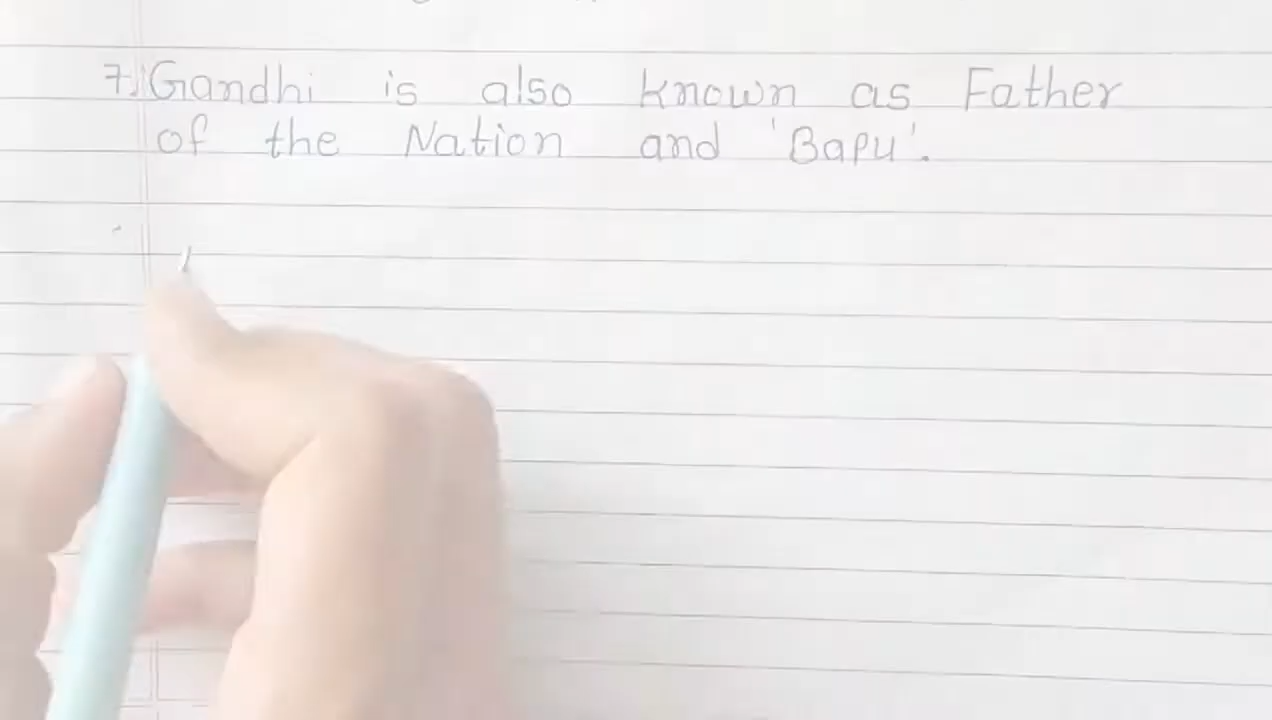 7. Gandhi is also known as Father
of the Nation and 'Bapu'.